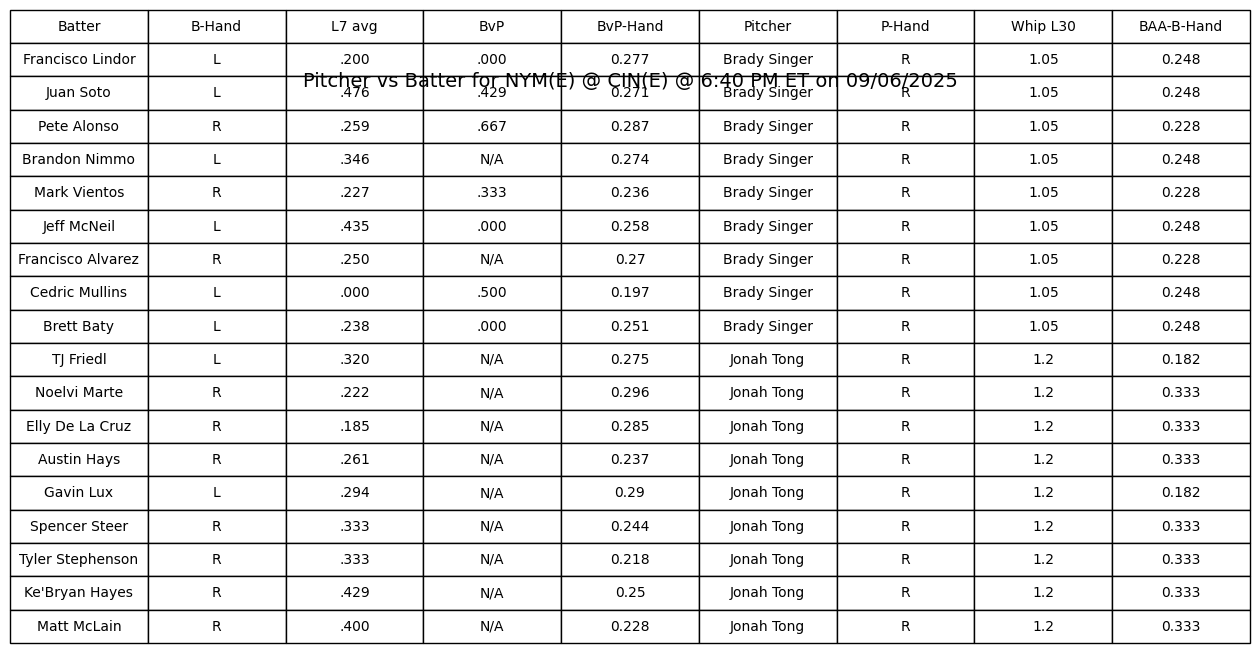 Batter B-Hand L7 avg BvP BvP-Hand Pitcher P-Hand Whip L30 BAA-B-Hand
Francisco Lindor L .200 .000 0.277 Brady Singer R 1.05 0.248
Pitcher vs Batter for NYM(E) @ CIN(E) @ 6:40 PM ET on 09/06/2025
Juan Soto L .476 .429 0.271 Brady Singer R 1.05 0.248
Pete Alonso R .259 .667 0.287 Brady Singer R 1.05 0.228
Brandon Nimmo L .346 N/A 0.274 Brady Singer R 1.05 0.248
Mark Vientos R .227 .333 0.236 Brady Singer R 1.05 0.228
Jeff McNeil L .435 .000 0.258 Brady Singer R 1.05 0.248
Francisco Alvarez R .250 N/A 0.27 Brady Singer R 1.05 0.228
Cedric Mullins L .000 .500 0.197 Brady Singer R 1.05 0.248
Brett Baty L .238 .000 0.251 Brady Singer R 1.05 0.248
TJ Friedl L .320 N/A 0.275 Jonah Tong R 1.2 0.182
Noelvi Marte R .222 N/A 0.296 Jonah Tong R 1.2 0.333
Elly De La Cruz R .185 N/A 0.285 Jonah Tong R 1.2 0.333
Austin Hays R .261 N/A 0.237 Jonah Tong R 1.2 0.333
Gavin Lux L .294 N/A 0.29 Jonah Tong R 1.2 0.182
Spencer Steer R .333 N/A 0.244 Jonah Tong R 1.2 0.333
Tyler Stephenson R .333 N/A 0.218 Jonah Tong R 1.2 0.333
Ke'Bryan Hayes R .429 N/A 0.25 Jonah Tong R 1.2 0.333
Matt McLain R .400 N/A 0.228 Jonah Tong R 1.2 0.333